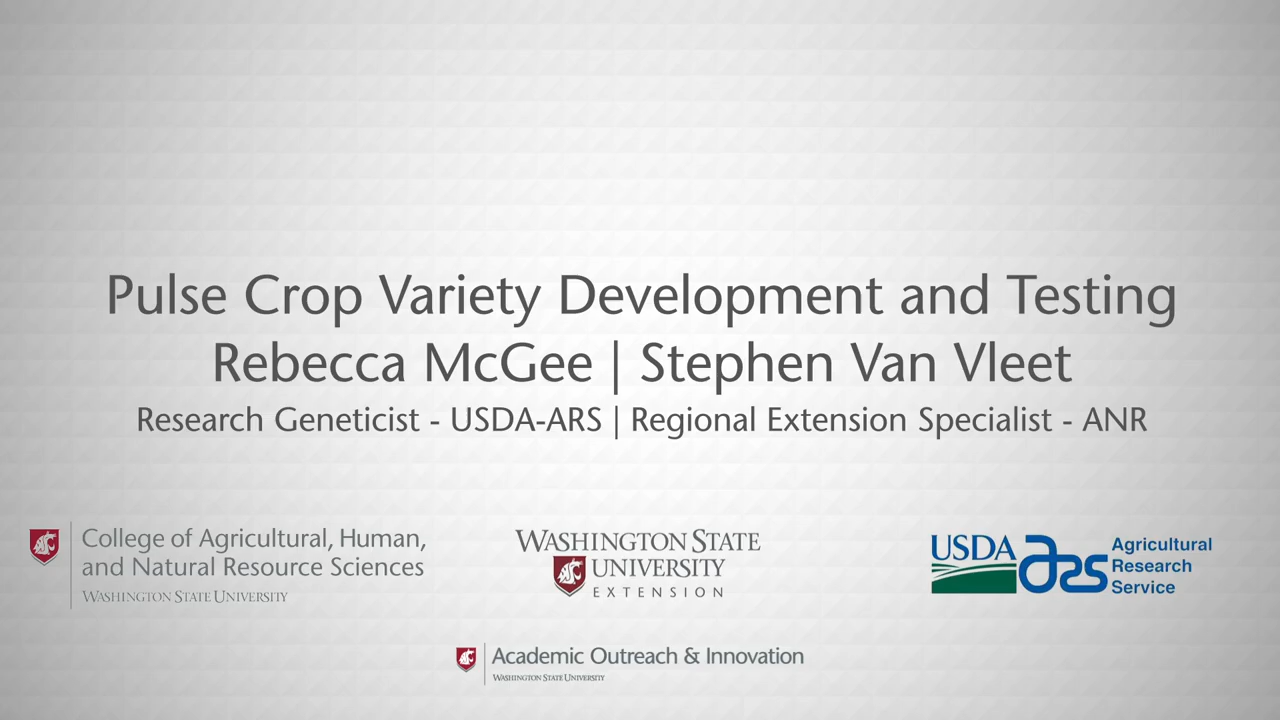 Pulse Crop Variety Development and Testing
Rebecca McGee | Stephen Van Vleet
Research Geneticist - USDA-ARS | Regional Extension Specialist - ANR
College of Agricultural, Human,
and Natural Resource Sciences
WASHINGTON STATE UNIVERSITY
WASHINGTON STATE
UNIVERSITY
EXTENSION
USDA ars
Agricultural
Research
Service
Academic Outreach & Innovation
WASHINGTON STATE UNIVERSITY